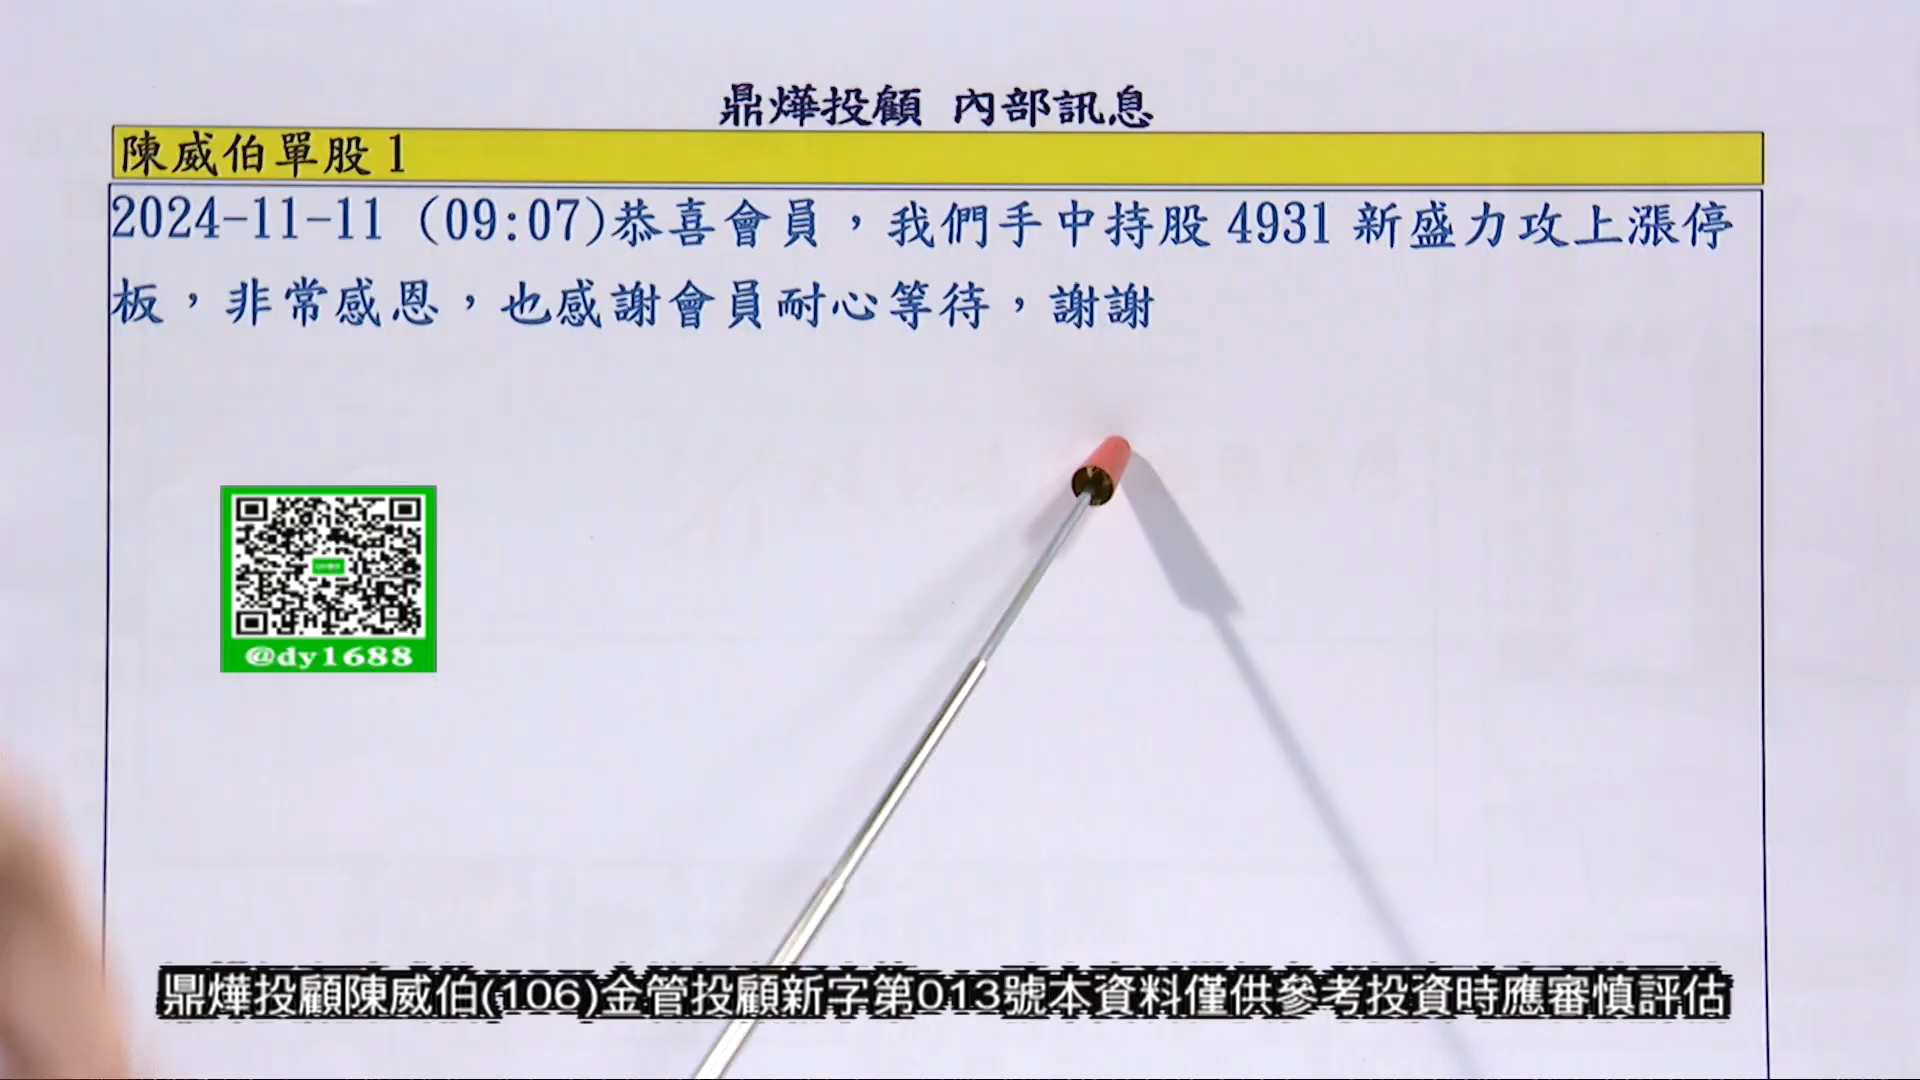 鼎燁投顧 內部訊息
陳威伯單股1
2024-11-11 (09:07)恭喜會員，我們手中持股 4931 新盛力攻上漲停
板，非常感恩，也感謝會員耐心等待，謝謝
@dy1688
鼎燁投顧陳威伯(106)金管投顧新字第013號本資料僅供參考投資時應審慎評估